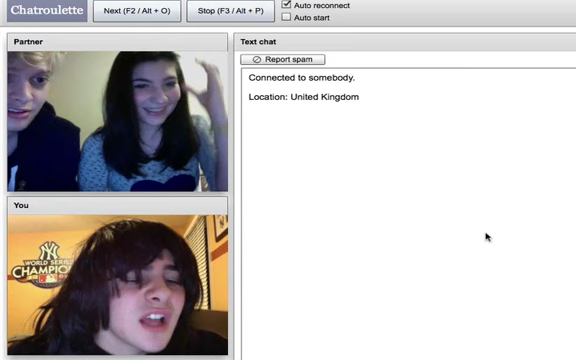 Chatroulette
Next (F2 / Alt + O)
Stop (F3 / Alt + P)
Auto reconnect
Auto start
Partner
Text chat
Report spam
Connected to somebody.
Location: United Kingdom
You
NY
WORLD SERIES
CHAMPIONS